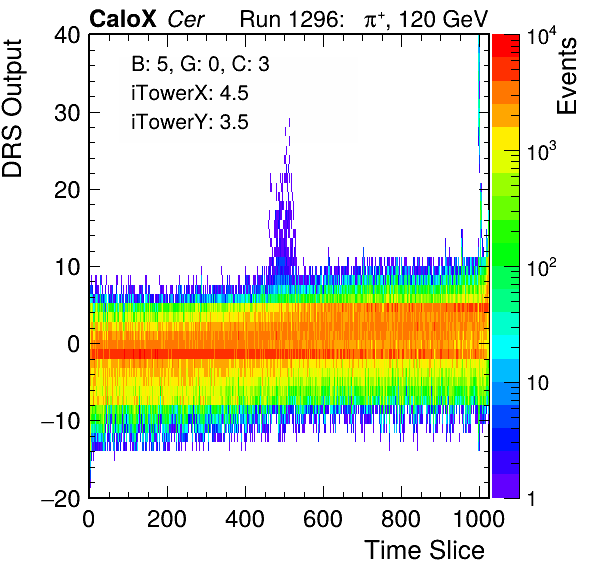 CaloX Cer Run 1296: π⁺, 120 GeV
B: 5, G: 0, C: 3
iTowerX: 4.5
iTowerY: 3.5
DRS Output
40
30
20
10
0
−10
−20
0 200 400 600 800 1000
Time Slice
Events
10⁴
10³
10²
10
1